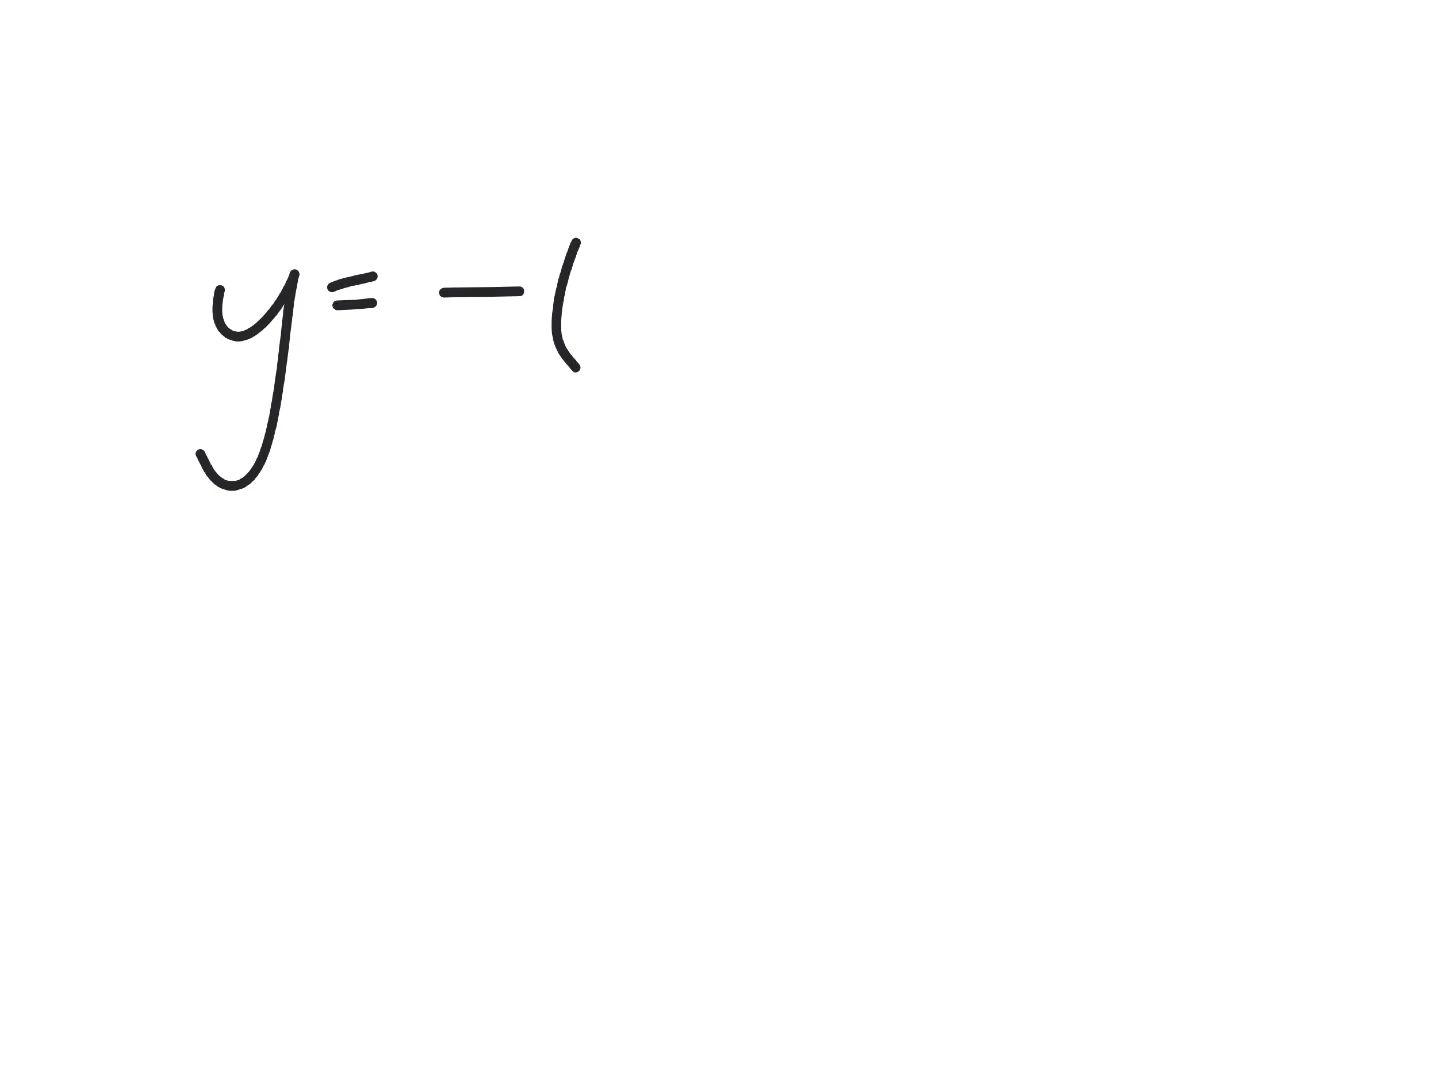 y = - (